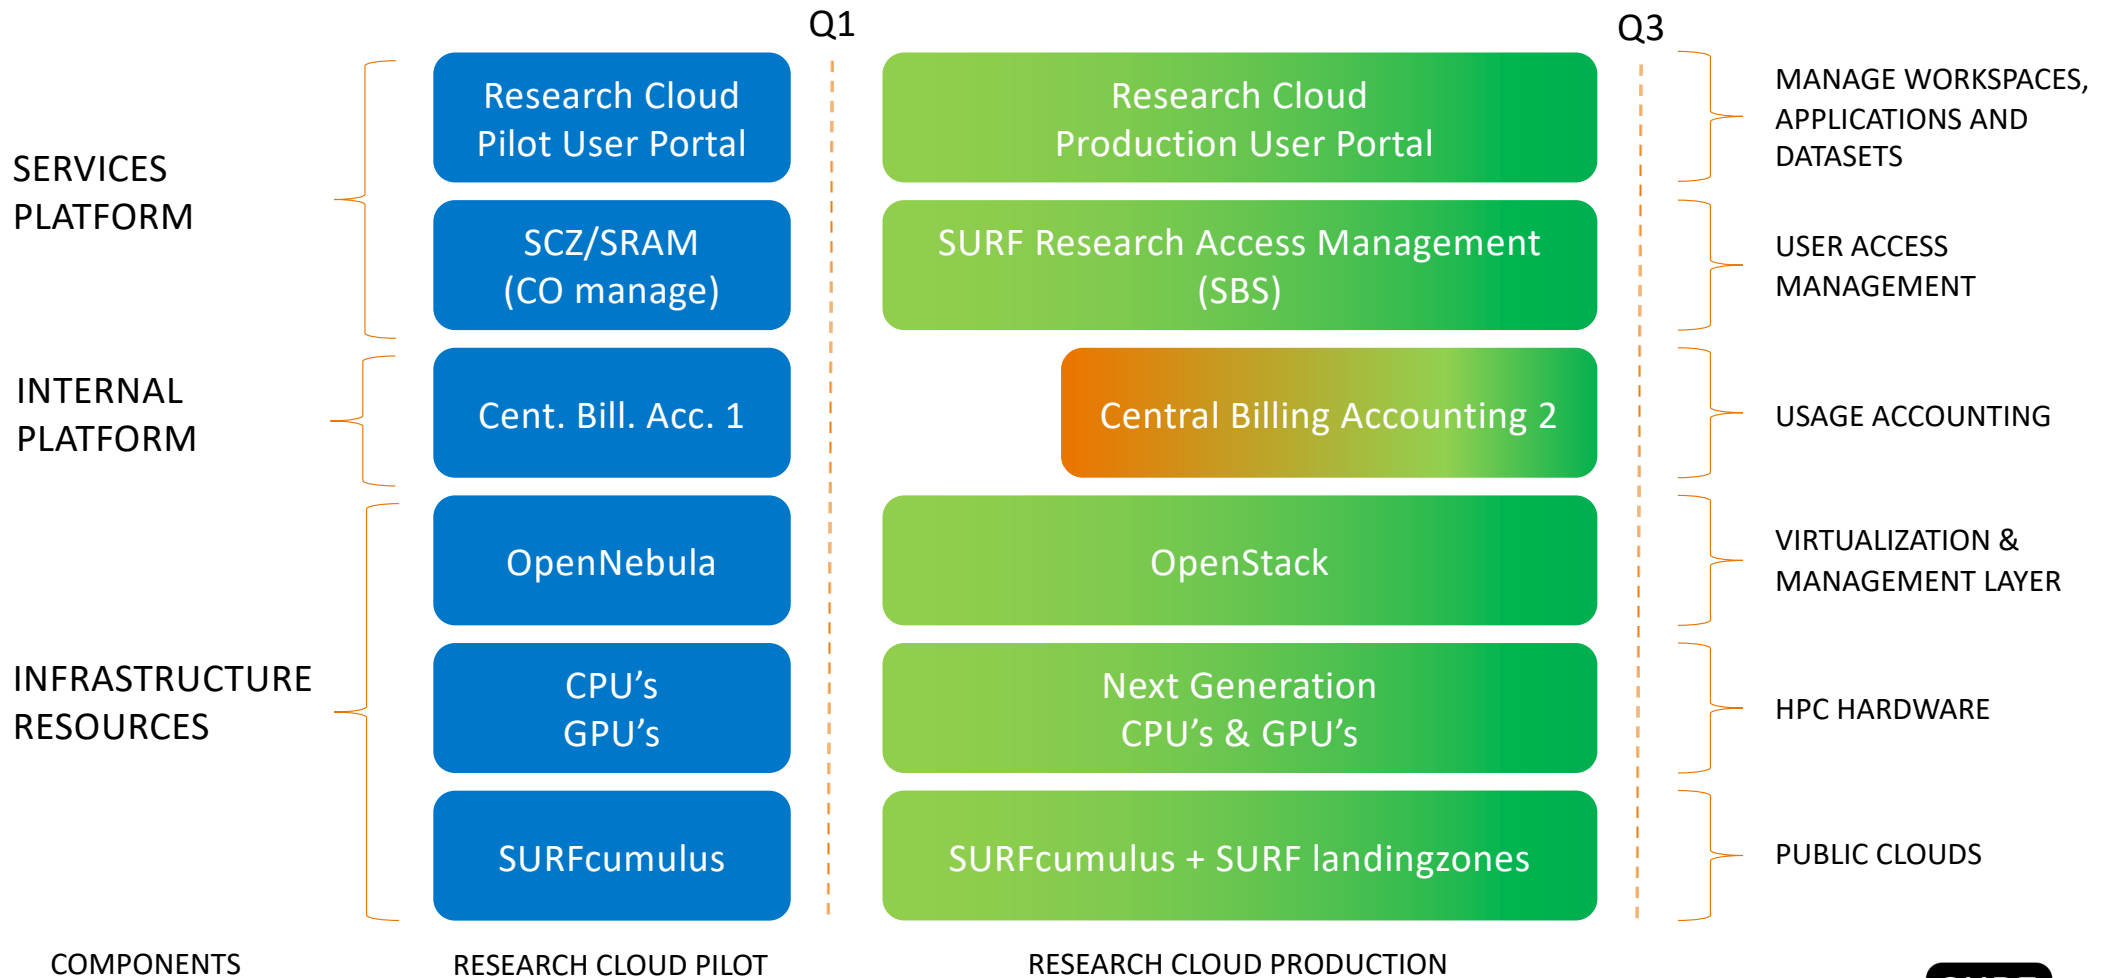 Q1
Q3
SERVICES
PLATFORM
Research Cloud
Pilot User Portal
Research Cloud
Production User Portal
MANAGE WORKSPACES,
APPLICATIONS AND
DATASETS
SCZ/SRAM
(CO manage)
SURF Research Access Management
(SBS)
USER ACCESS
MANAGEMENT
INTERNAL
PLATFORM
Cent. Bill. Acc. 1
Central Billing Accounting 2
USAGE ACCOUNTING
INFRASTRUCTURE
RESOURCES
OpenNebula
OpenStack
VIRTUALIZATION &
MANAGEMENT LAYER
CPU’s
GPU’s
Next Generation
CPU’s & GPU’s
HPC HARDWARE
SURFcumulus
SURFcumulus + SURF landingzones
PUBLIC CLOUDS
COMPONENTS
RESEARCH CLOUD PILOT
RESEARCH CLOUD PRODUCTION